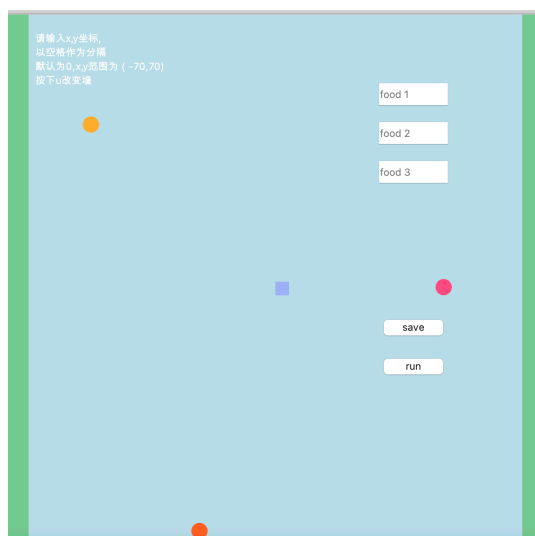 请输入x,y坐标,
以空格作为分隔
默认为0,x,y范围为 ( -70,70)
按下u改变墙
food 1
food 2
food 3
save
run